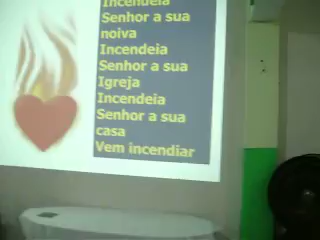 Incendeia
Senhor a sua
noiva
Incendeia
Senhor a sua
Igreja
Incendeia
Senhor a sua
casa
Vem incendiar